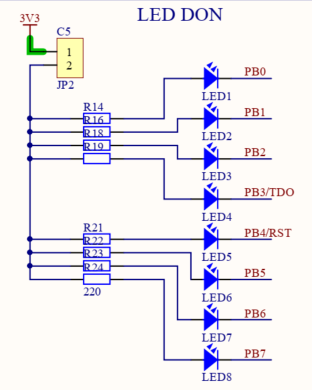 LED DON
3V3
C5
1
2
JP2
R14
R16
R18
R19
R21
R22
R23
R24
220
LED1
PB0
LED2
PB1
LED3
PB2
LED4
PB3/TDO
LED5
PB4/RST
LED6
PB5
LED7
PB6
LED8
PB7